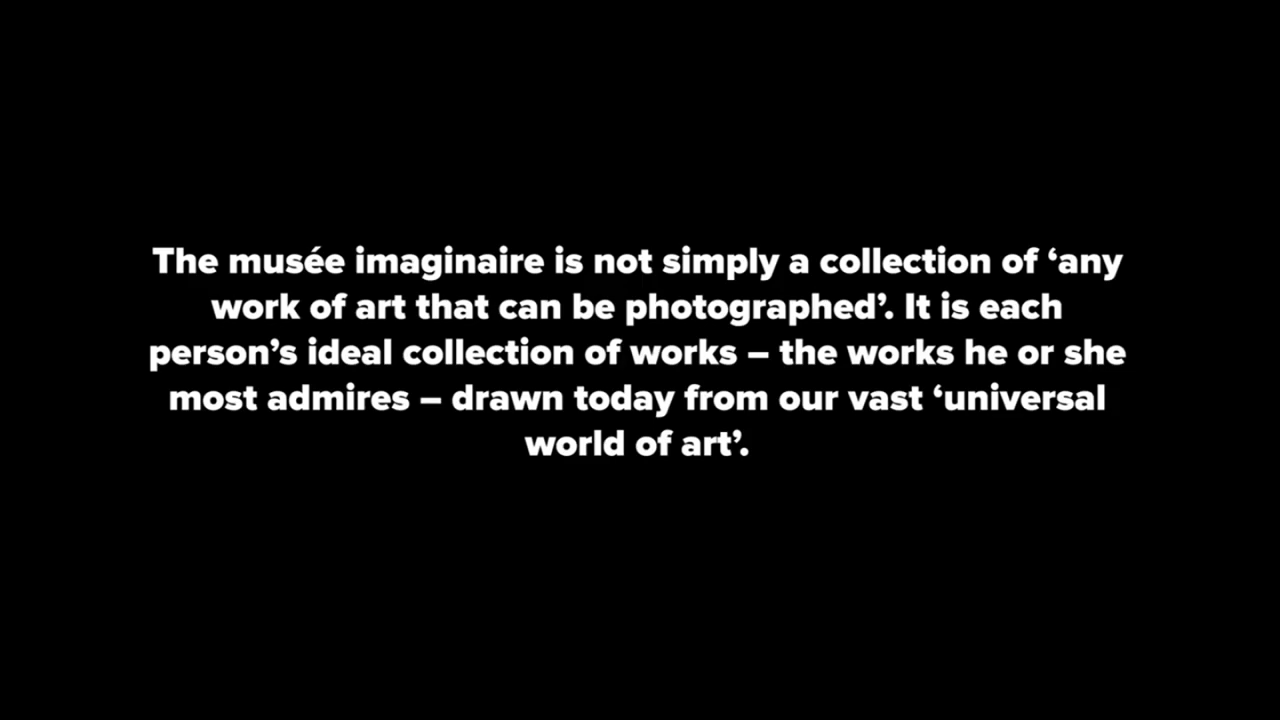 The musée imaginaire is not simply a collection of ‘any
work of art that can be photographed’. It is each
person’s ideal collection of works – the works he or she
most admires – drawn today from our vast ‘universal
world of art’.